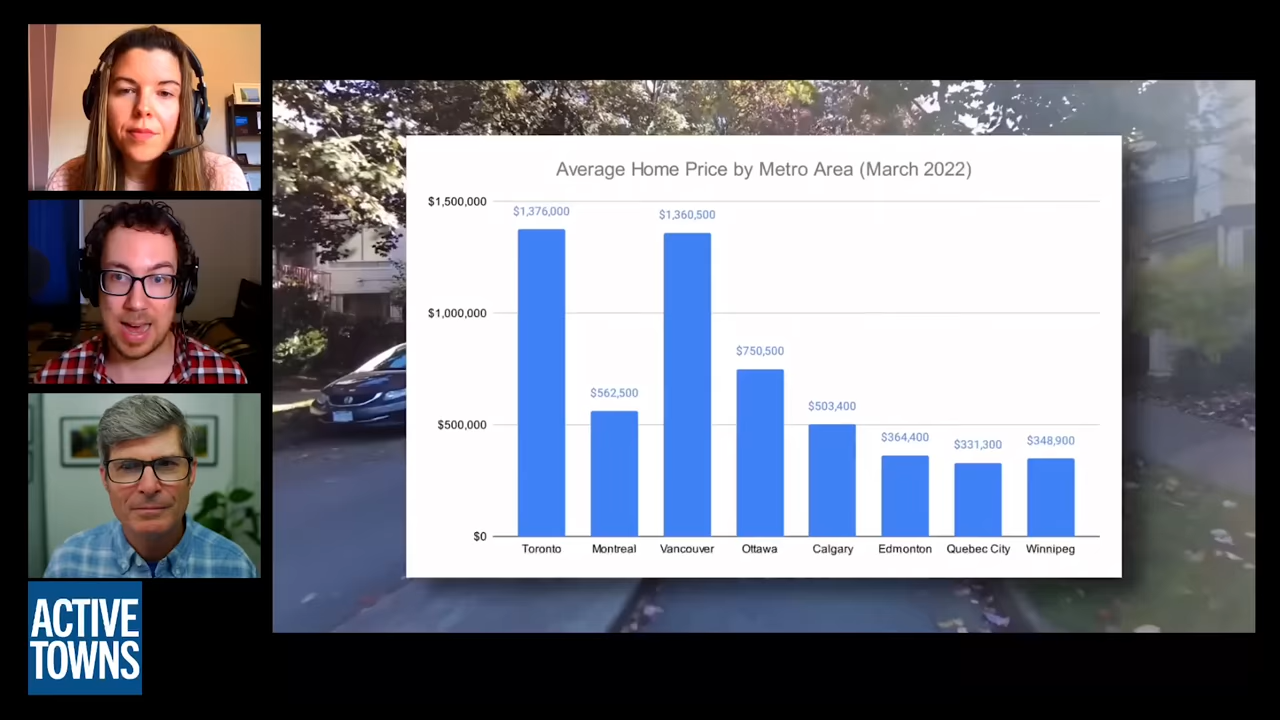 Average Home Price by Metro Area (March 2022)
$1,500,000
$1,000,000
$500,000
$0
$1,376,000
$562,500
$1,360,500
$750,500
$503,400
$364,400
$331,300
$348,900
Toronto
Montreal
Vancouver
Ottawa
Calgary
Edmonton
Quebec City
Winnipeg
ACTIVE
TOWNS